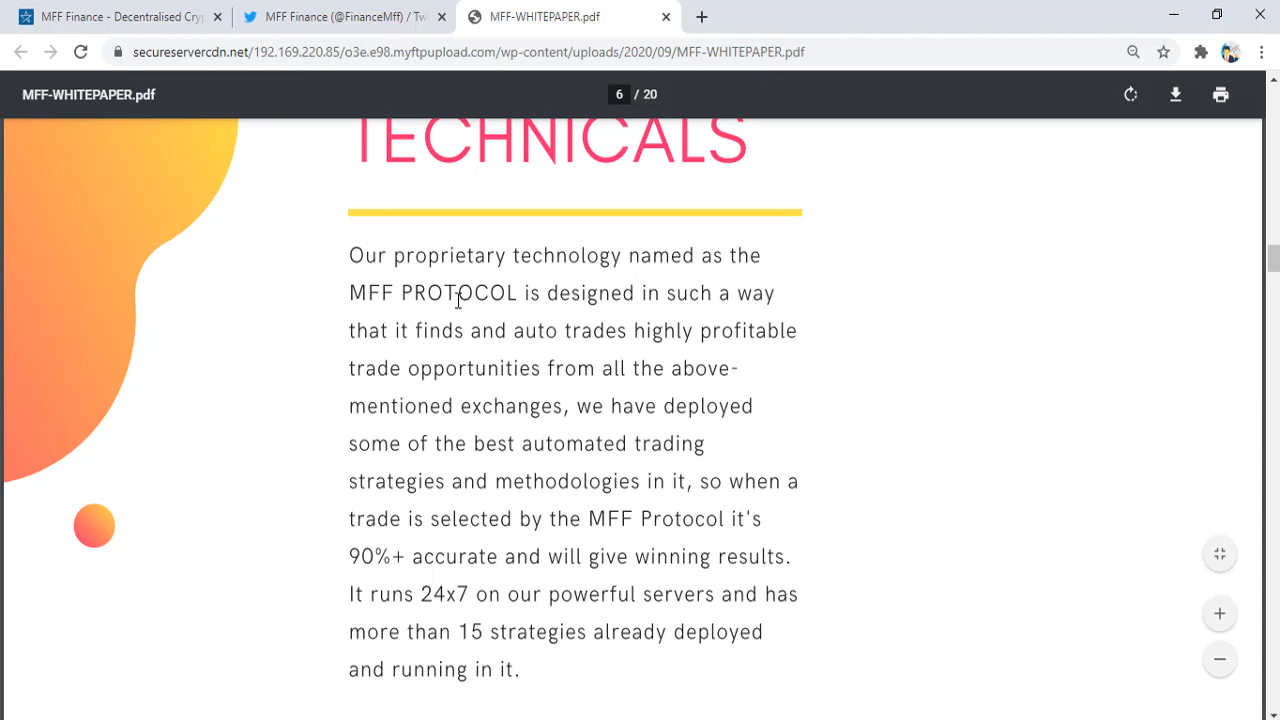 MFF Finance - Decentralised Cryp
MFF Finance (@FinanceMff) / Tw
MFF-WHITEPAPER.pdf
secureservercdn.net/192.169.220.85/o3e.e98.myftpupload.com/wp-content/uploads/2020/09/MFF-WHITEPAPER.pdf
MFF-WHITEPAPER.pdf
6 / 20
TECHNICALS
Our proprietary technology named as the
MFF PROTOCOL is designed in such a way
that it finds and auto trades highly profitable
trade opportunities from all the above-
mentioned exchanges, we have deployed
some of the best automated trading
strategies and methodologies in it, so when a
trade is selected by the MFF Protocol it's
90%+ accurate and will give winning results.
It runs 24x7 on our powerful servers and has
more than 15 strategies already deployed
and running in it.